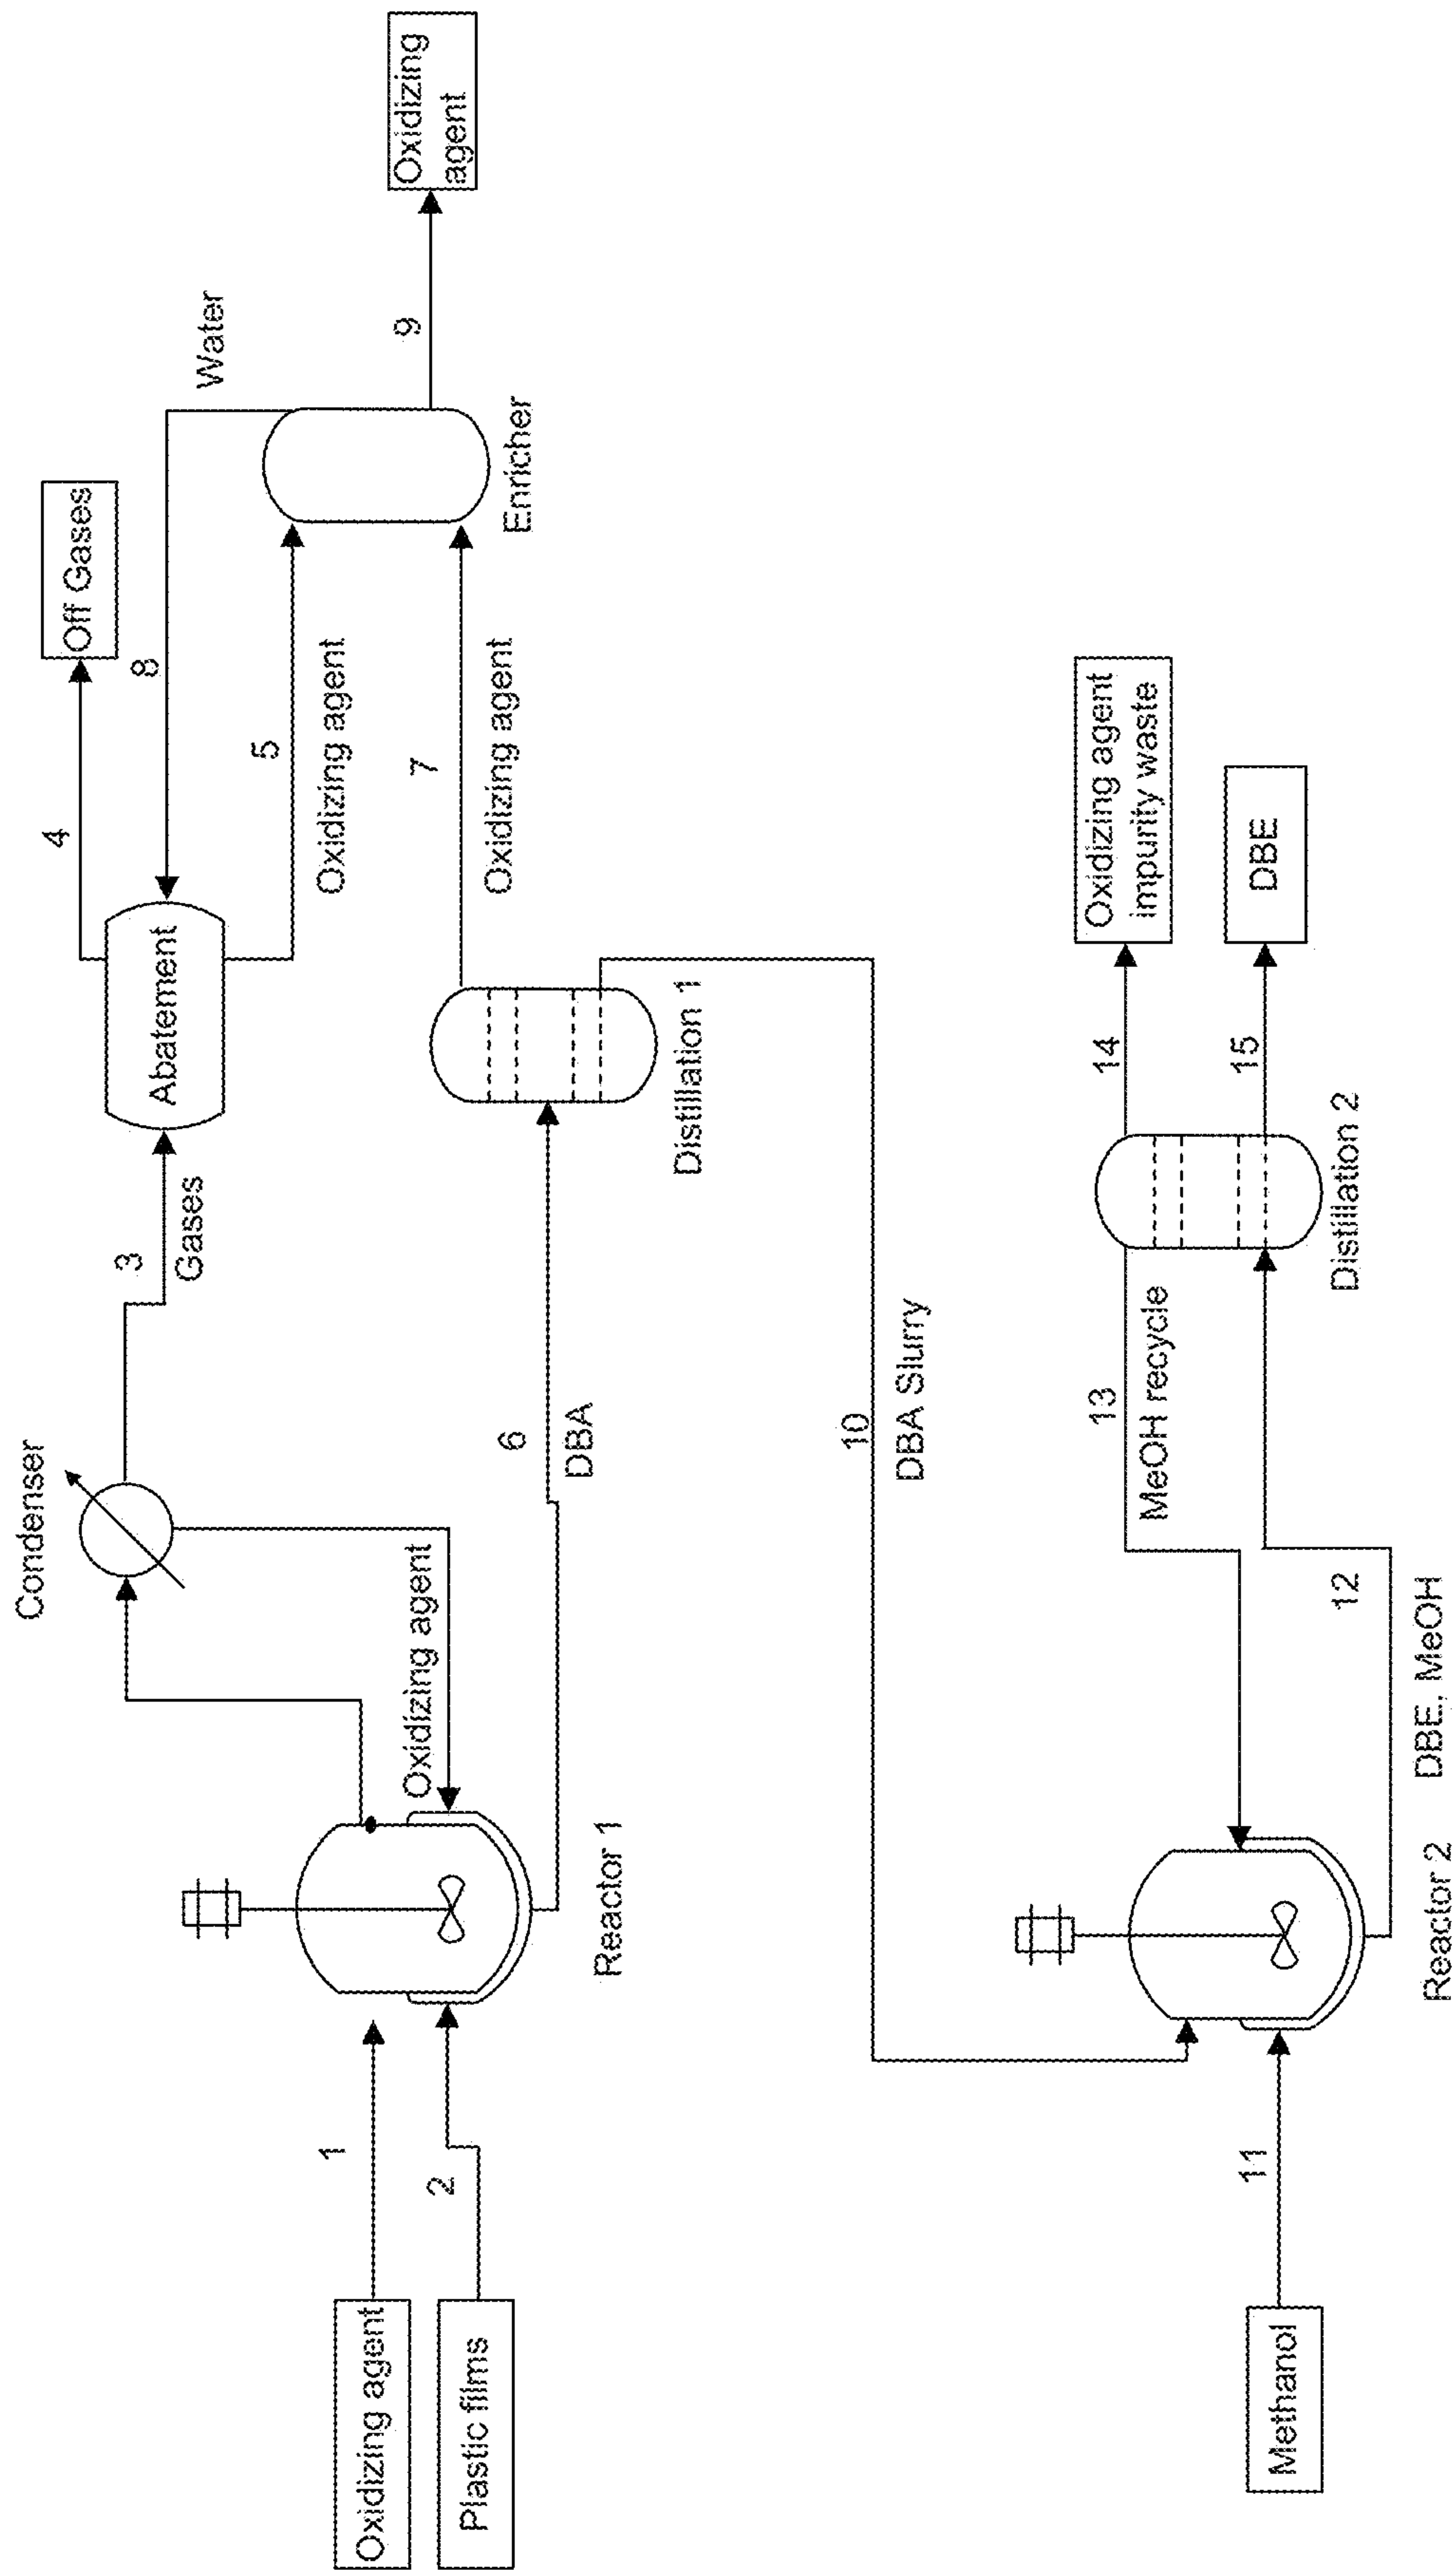 Condenser
Off Gases
4
3
Gases
Abatement
8
Water
5
Oxidizing agent
Oxidizing
agent
9
Enricher
1
Oxidizing agent
2
Plastic films
Oxidizing agent
Reactor 1
6
DBA
7
Oxidizing agent
Distillation 1
10
DBA Slurry
13
MeOH recycle
14
Oxidizing agent
impurity waste
15
DBE
Distillation 2
11
Methanol
Reactor 2
12
DBE, MeOH